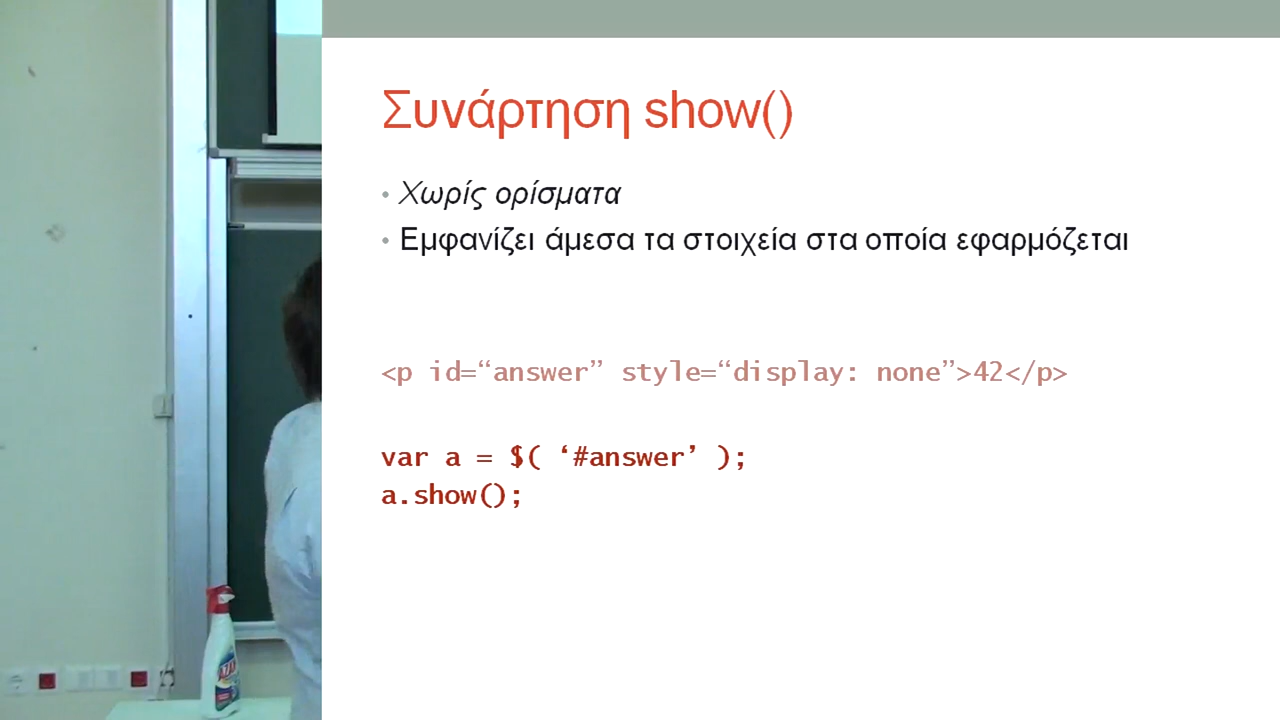 Συνάρτηση show()
• Χωρίς ορίσματα
• Εμφανίζει άμεσα τα στοιχεία στα οποία εφαρμόζεται
<p id=“answer” style=“display: none”>42</p>
var a = $( ‘#answer’ );
a.show();